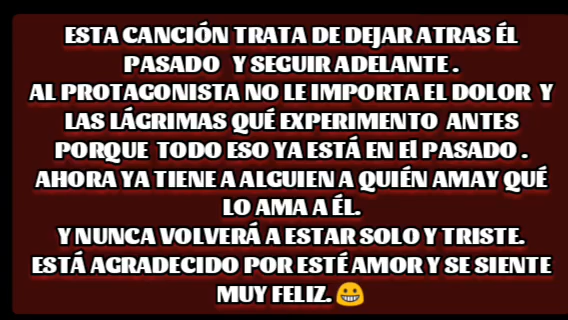 ESTA CANCIÓN TRATA DE DEJAR ATRAS ÉL
PASADO Y SEGUIR ADELANTE .
AL PROTAGONISTA NO LE IMPORTA EL DOLOR Y
LAS LÁGRIMAS QUÉ EXPERIMENTO ANTES
PORQUE TODO ESO YA ESTÁ EN El PASADO .
AHORA YA TIENE A ALGUIEN A QUIÉN AMA Y QUÉ
LO AMA A ÉL.
Y NUNCA VOLVERÁ A ESTAR SOLO Y TRISTE.
ESTÁ AGRADECIDO POR ESTÉ AMOR Y SE SIENTE
MUY FELIZ. 😀